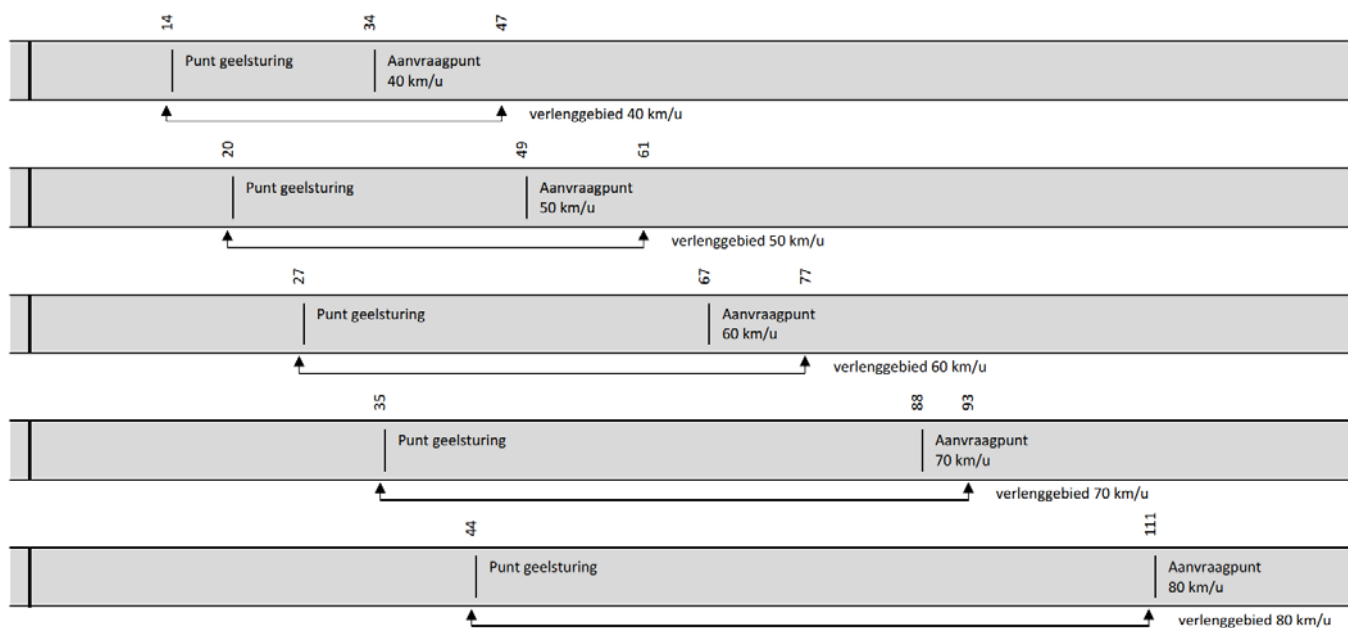 14 34 47
Punt geelsturing Aanvraagpunt
40 km/u
verlenggebied 40 km/u
20 49 61
Punt geelsturing Aanvraagpunt
50 km/u
verlenggebied 50 km/u
27 67 77
Punt geelsturing Aanvraagpunt
60 km/u
verlenggebied 60 km/u
35 88 93
Punt geelsturing Aanvraagpunt
70 km/u
verlenggebied 70 km/u
44 111
Punt geelsturing Aanvraagpunt
80 km/u
verlenggebied 80 km/u